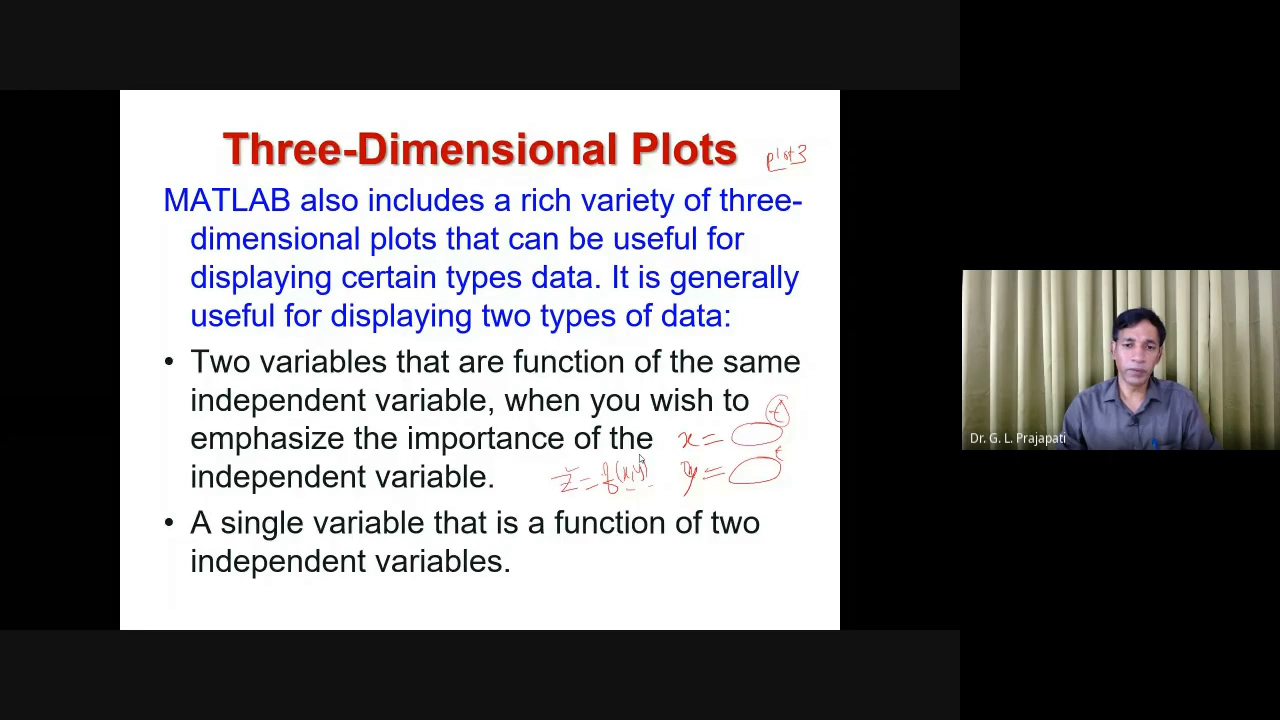 Three-Dimensional Plots
plot3
MATLAB also includes a rich variety of three-
dimensional plots that can be useful for
displaying certain types data. It is generally
useful for displaying two types of data:
• Two variables that are function of the same
independent variable, when you wish to
emphasize the importance of the
independent variable.
t
x =
t
z = f(x,y)
y =
• A single variable that is a function of two
independent variables.
Dr. G. L. Prajapati